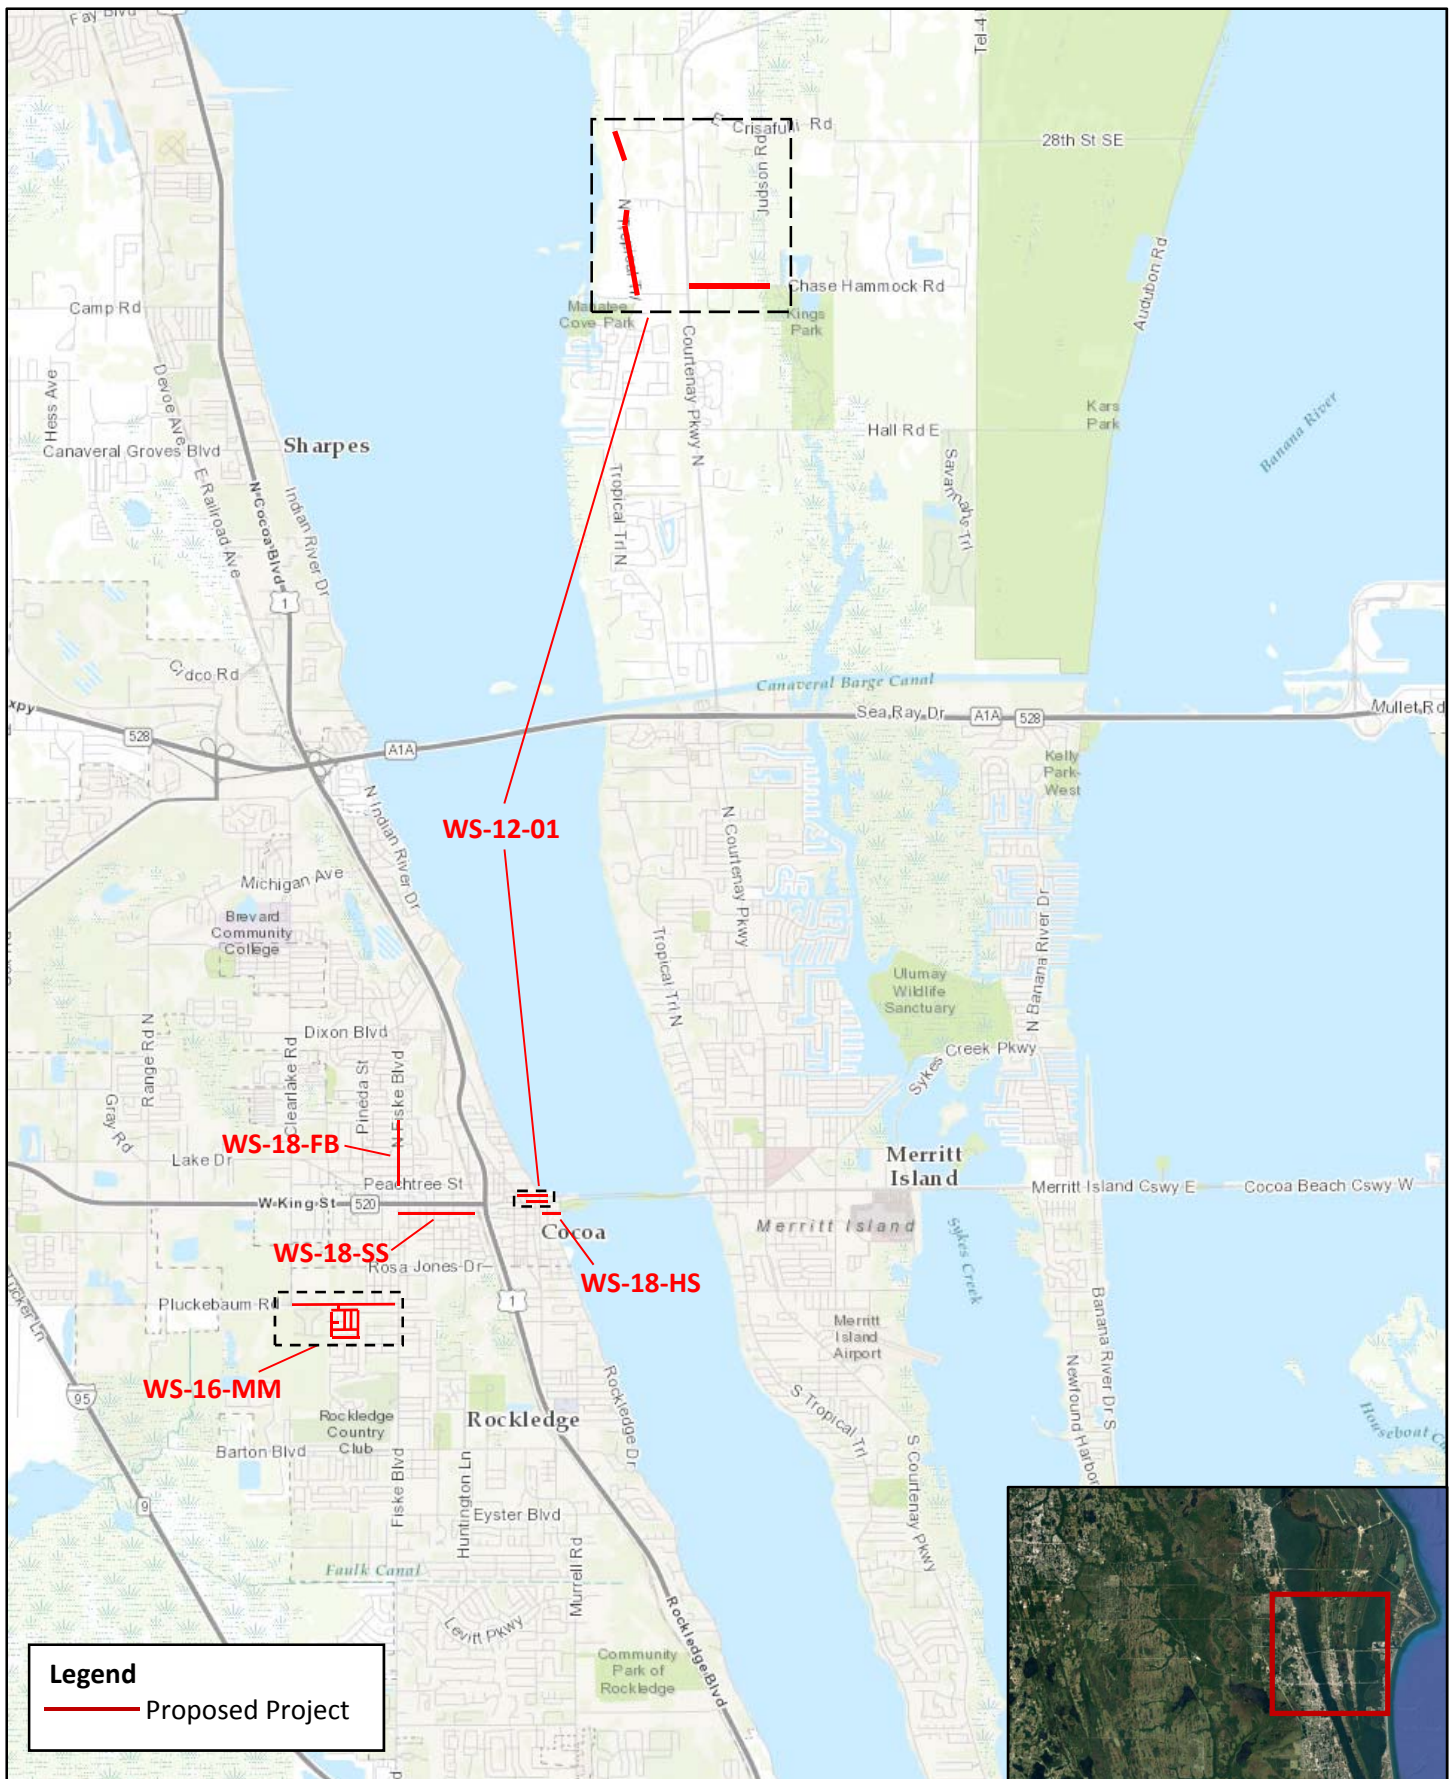 Fay Blvd
Tel-4
E Crisafulli Rd
28th St SE
Judson Rd
N Tropical Trl
Audubon Rd
Chase Hammock Rd
Camp Rd
Manatee
Cove Park
Kings
Park
Courtenay Pkwy N
Devoe Ave
Hess Ave
Kars
Park
Banana River
Sharpes
Hall Rd E
Canaveral Groves Blvd
Savannahs Trl
E Railroad Ave
N Cocoa Blvd
Indian River Dr
Tropical Trl N
1
Cidco Rd
Canaveral Barge Canal
xpy
Sea Ray Dr
A1A
528
Mullet Rd
528
A1A
Kelly
Park-
West
N Indian River Dr
WS-12-01
N Courtenay Pkwy
Michigan Ave
Brevard
Community
College
N Banana River Dr
Tropical Trl N
Ulumay
Wildlife
Sanctuary
Range Rd N
Dixon Blvd
Clearlake Rd
Pineda St
N Fiske Blvd
Creek Pkwy
Sykes
Gray Rd
WS-18-FB
Lake Dr
Merritt
Island
Peachtree St
W King St
520
Merritt Island Cswy E
Cocoa Beach Cswy W
Cocoa
Merritt Island
WS-18-SS
Rosa Jones Dr
WS-18-HS
Sykes Creek
Pluckebaum Rd
1
ucker Ln
Merritt
Island
Airport
Banana River Dr S
WS-16-MM
95
Rockledge Dr
Newfound Harbor
S Tropical Trl
Rockledge
Country
Club
Rockledge
Houseboat C
Barton Blvd
Fiske Blvd
Huntington Ln
S Courtenay Pkwy
9
Eyster Blvd
Faulk Canal
Murrell Rd
Levitt Pkwy
Rockledge Blvd
Community
Park of
Rockledge
Legend
Proposed Project